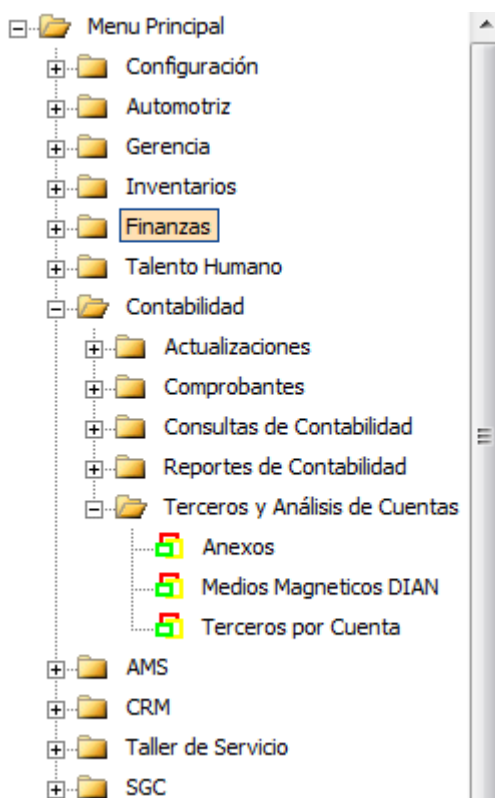 Menu Principal
Configuración
Automotriz
Gerencia
Inventarios
Finanzas
Talento Humano
Contabilidad
Actualizaciones
Comprobantes
Consultas de Contabilidad
Reportes de Contabilidad
Terceros y Análisis de Cuentas
Anexos
Medios Magneticos DIAN
Terceros por Cuenta
AMS
CRM
Taller de Servicio
SGC